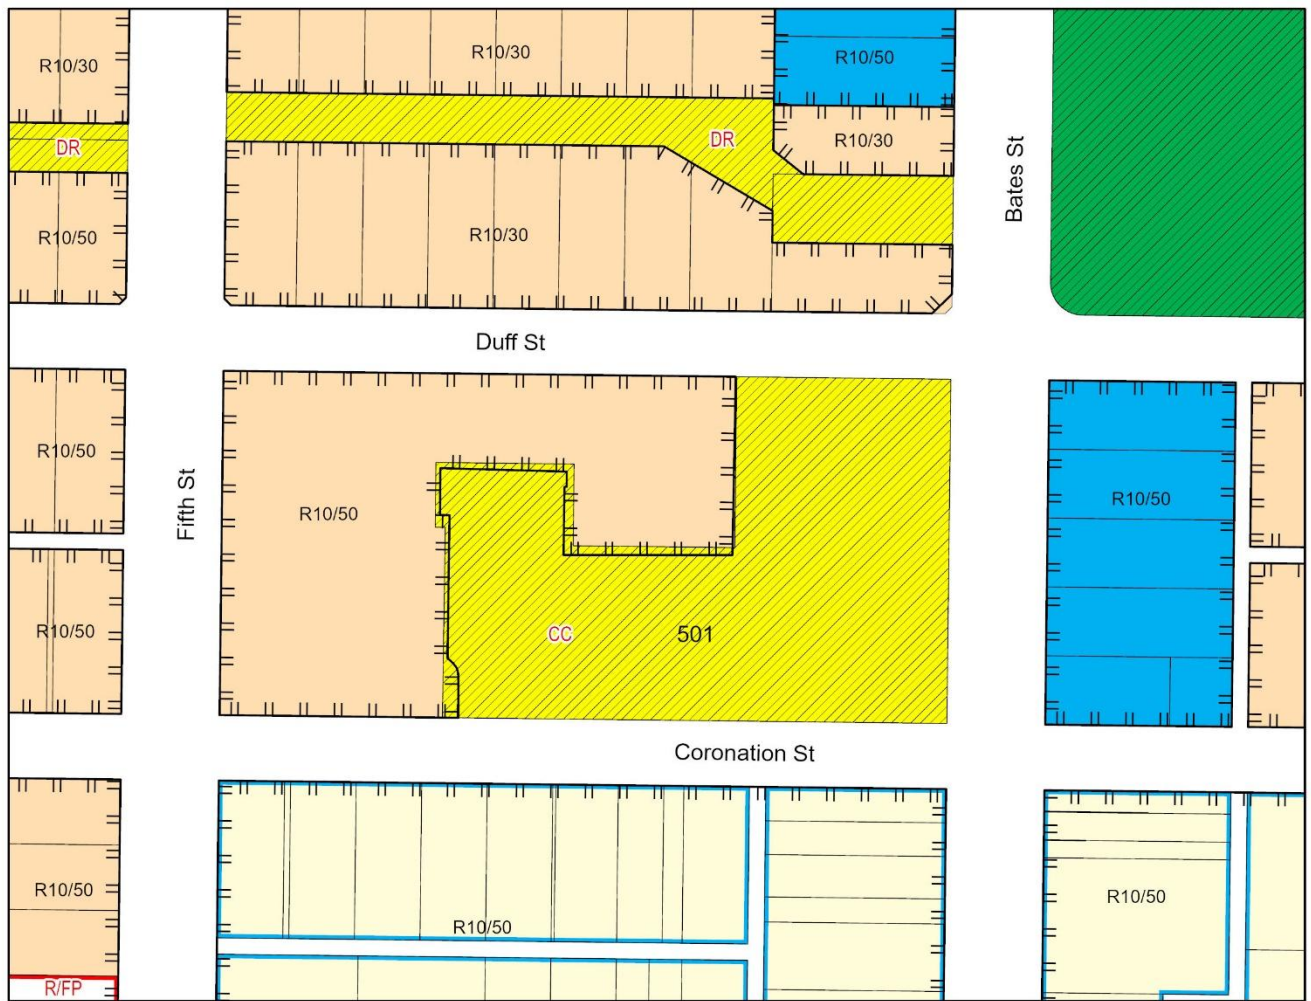 R10/30
R10/30
R10/50
DR
DR
R10/30
Bates St
R10/50
R10/30
Duff St
R10/50
Fifth St
R10/50
R10/50
R10/50
CC
501
Coronation St
R10/50
R10/50
R10/50
R/FP